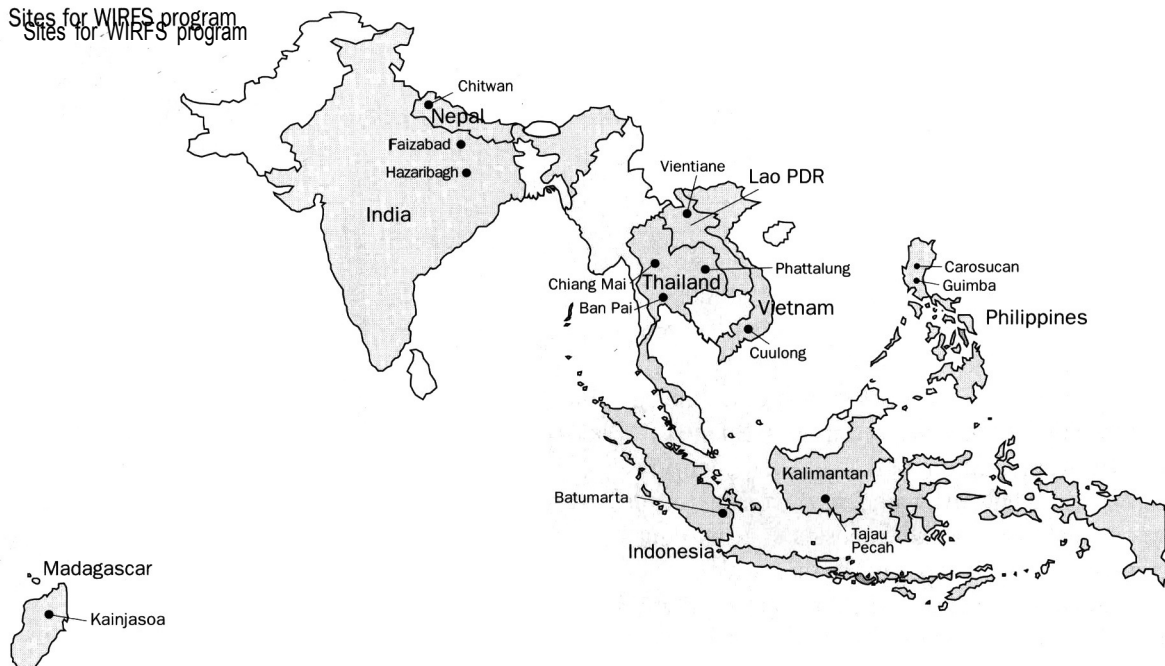 Sites for WIRFS program
Sites for WIRFS program
Chitwan
Nepal
Faizabad
Hazaribagh
India
Vientiane
Lao PDR
Chiang Mai
Thailand
Phattalung
Ban Pai
Vietnam
Cuulong
Carosucan
Guimba
Philippines
Kalimantan
Batumarta
Tajau
Pecah
Indonesia
Madagascar
Kainjasoa